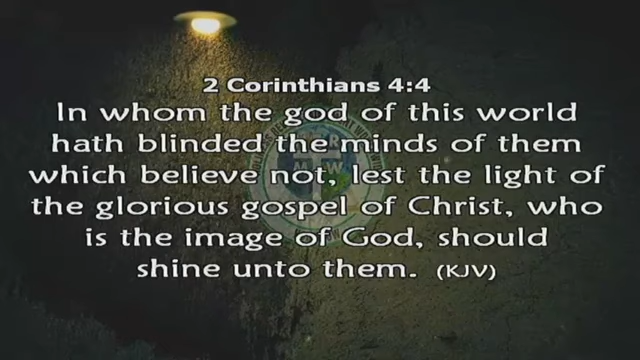 2 Corinthians 4:4
In whom the god of this world
hath blinded the minds of them
which believe not, lest the light of
the glorious gospel of Christ, who
is the image of God, should
shine unto them. (KJV)